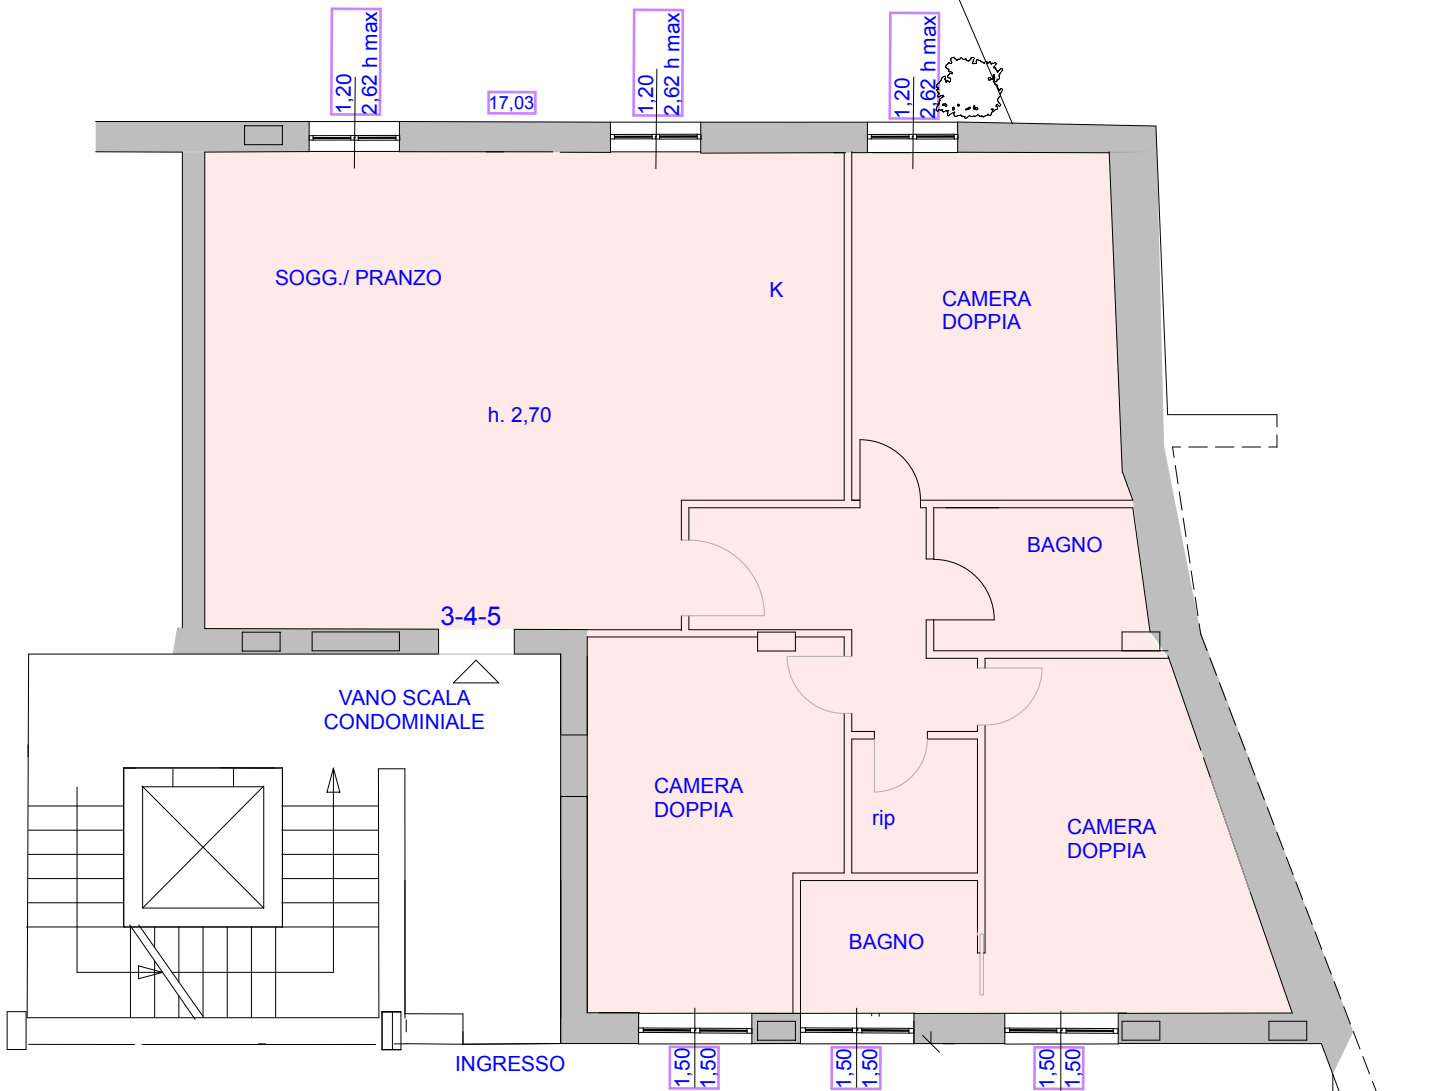 1,20
2,62 h max
17,03
1,20
2,62 h max
1,20
2,62 h max
SOGG./ PRANZO
K
CAMERA
DOPPIA
h. 2,70
BAGNO
3-4-5
VANO SCALA
CONDOMINIALE
CAMERA
DOPPIA
rip
CAMERA
DOPPIA
BAGNO
INGRESSO
1,50
1,50
1,50
1,50
1,50
1,50